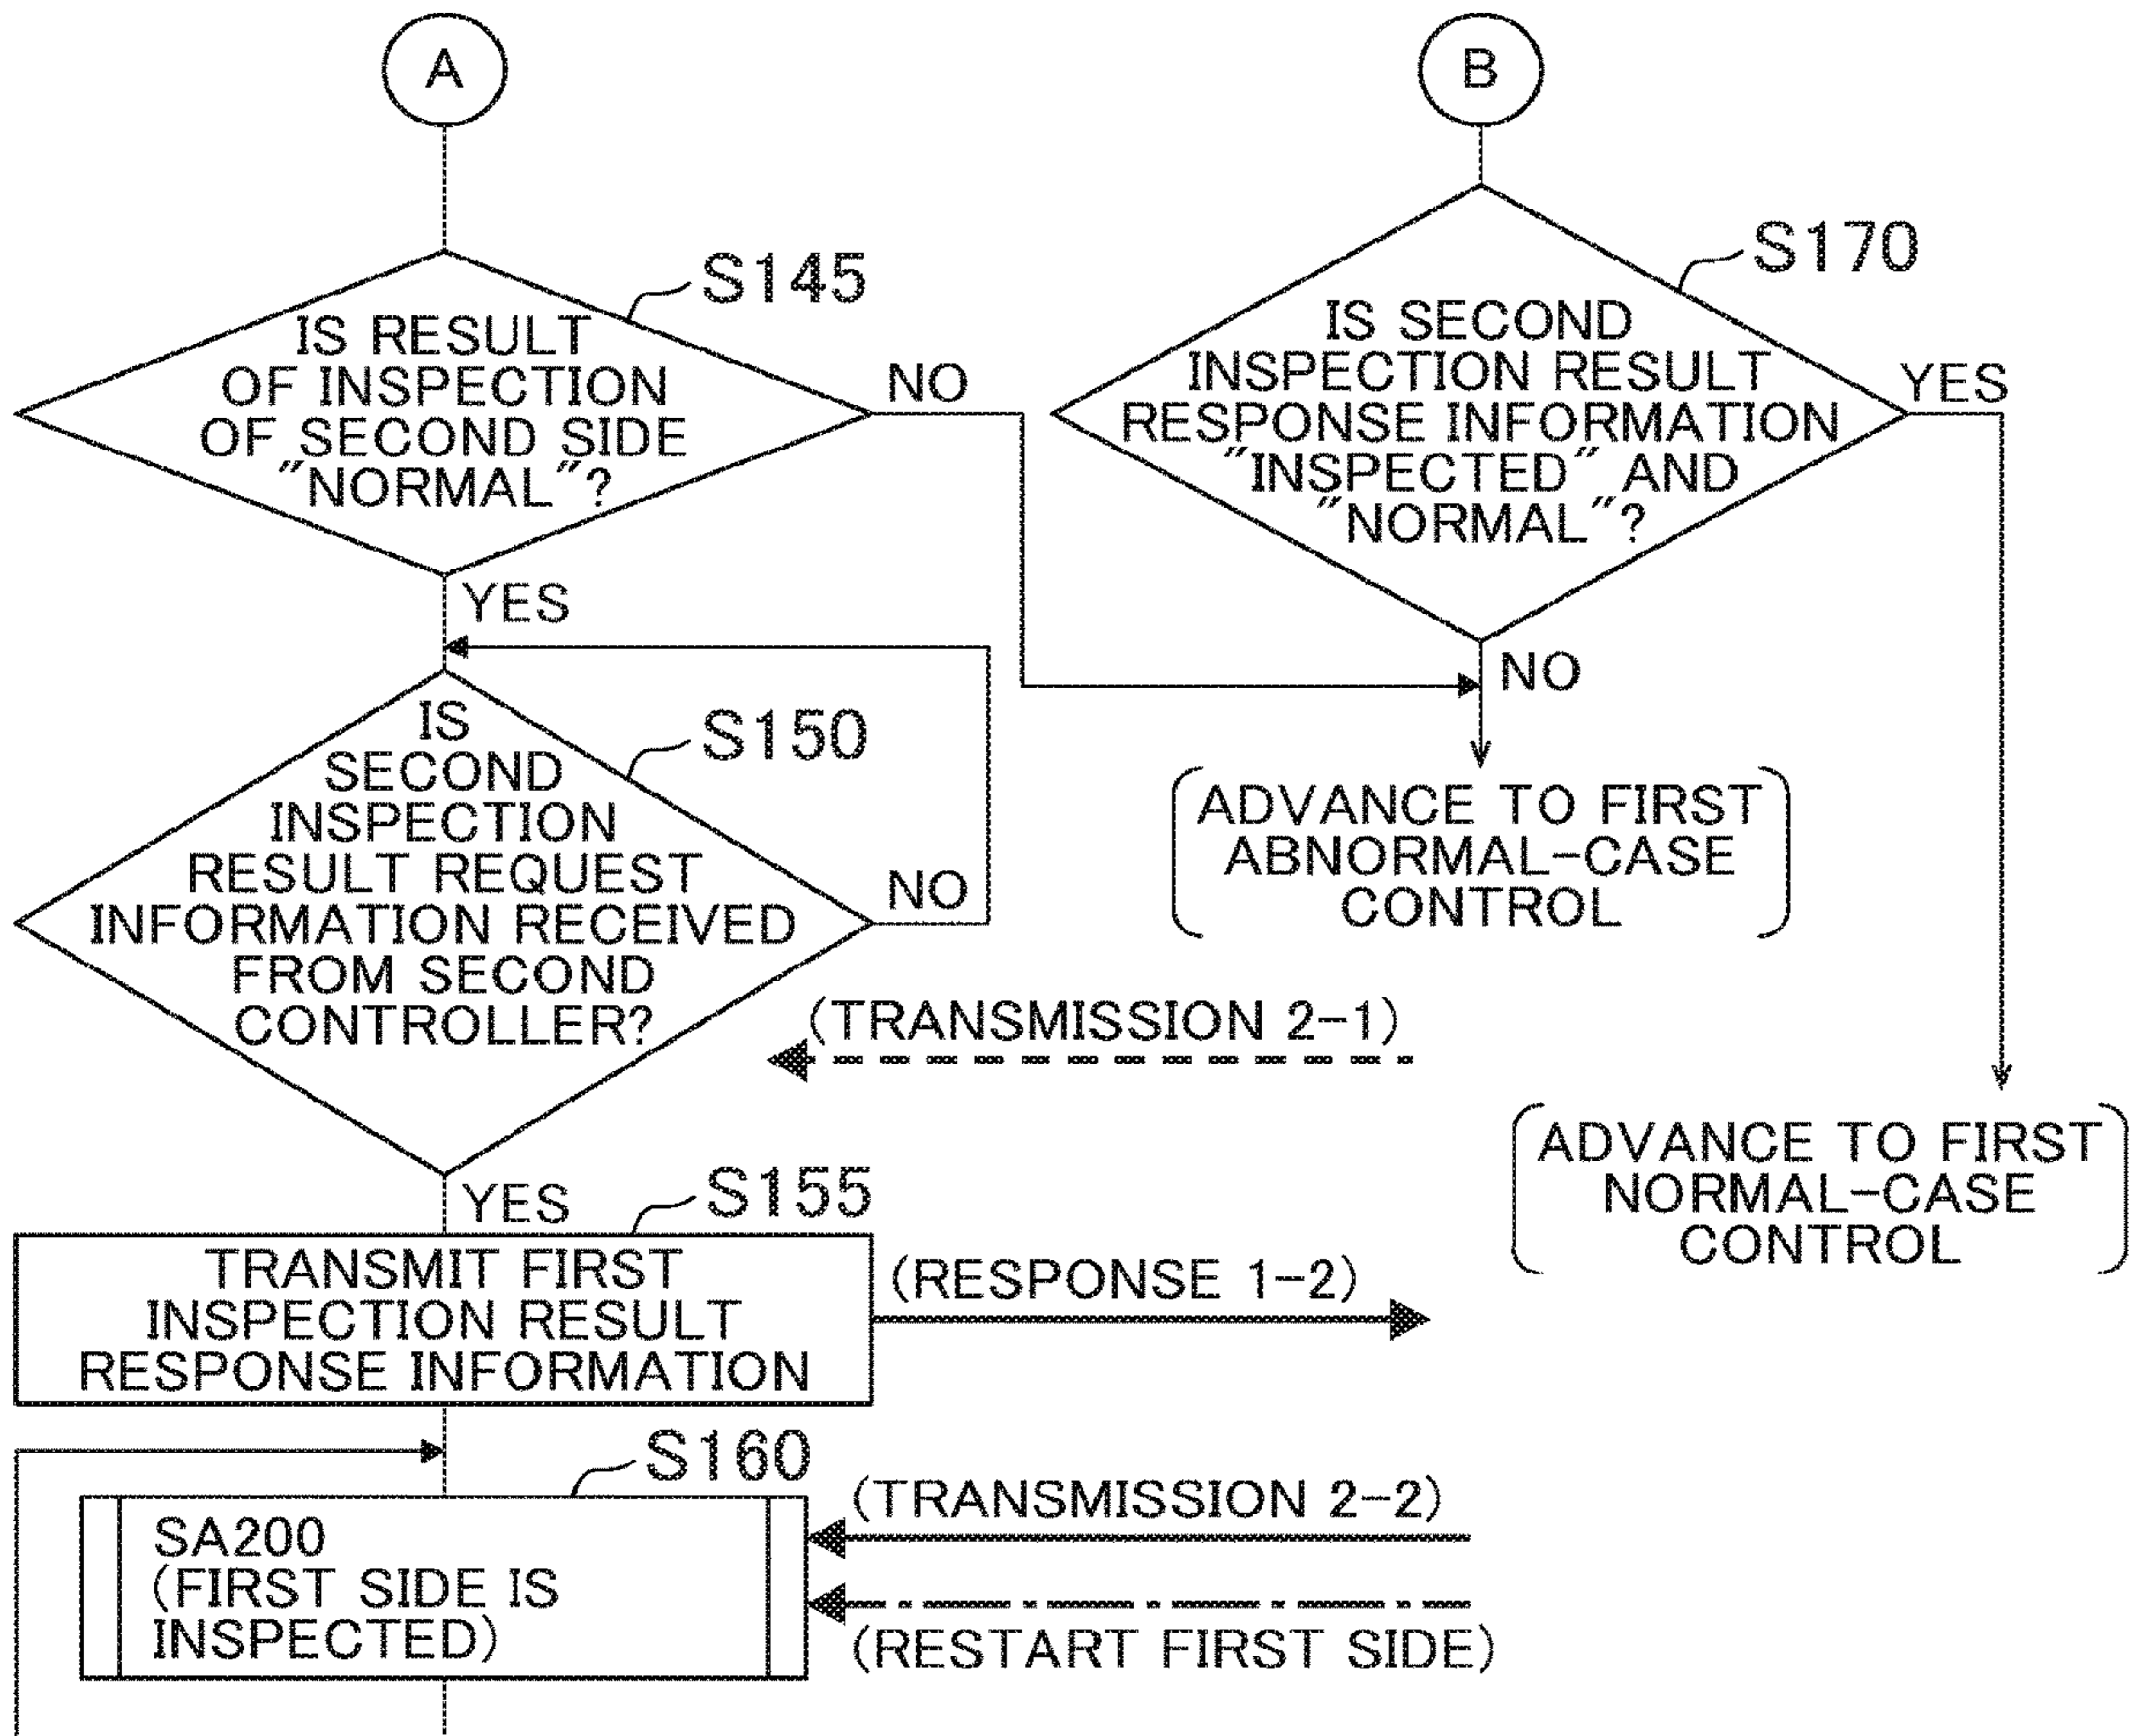 A
S145
IS RESULT
OF INSPECTION
OF SECOND SIDE
"NORMAL"?
NO
YES
IS
SECOND
INSPECTION
RESULT REQUEST
INFORMATION RECEIVED
FROM SECOND
CONTROLLER?
S150
NO
(TRANSMISSION 2-1)
YES
S155
TRANSMIT FIRST
INSPECTION RESULT
RESPONSE INFORMATION
(RESPONSE 1-2)
S160
SA200
(FIRST SIDE IS
INSPECTED)
(TRANSMISSION 2-2)
(RESTART FIRST SIDE)
B
S170
IS SECOND
INSPECTION RESULT
RESPONSE INFORMATION
"INSPECTED" AND
"NORMAL"?
YES
NO
ADVANCE TO FIRST
ABNORMAL-CASE
CONTROL
ADVANCE TO FIRST
NORMAL-CASE
CONTROL